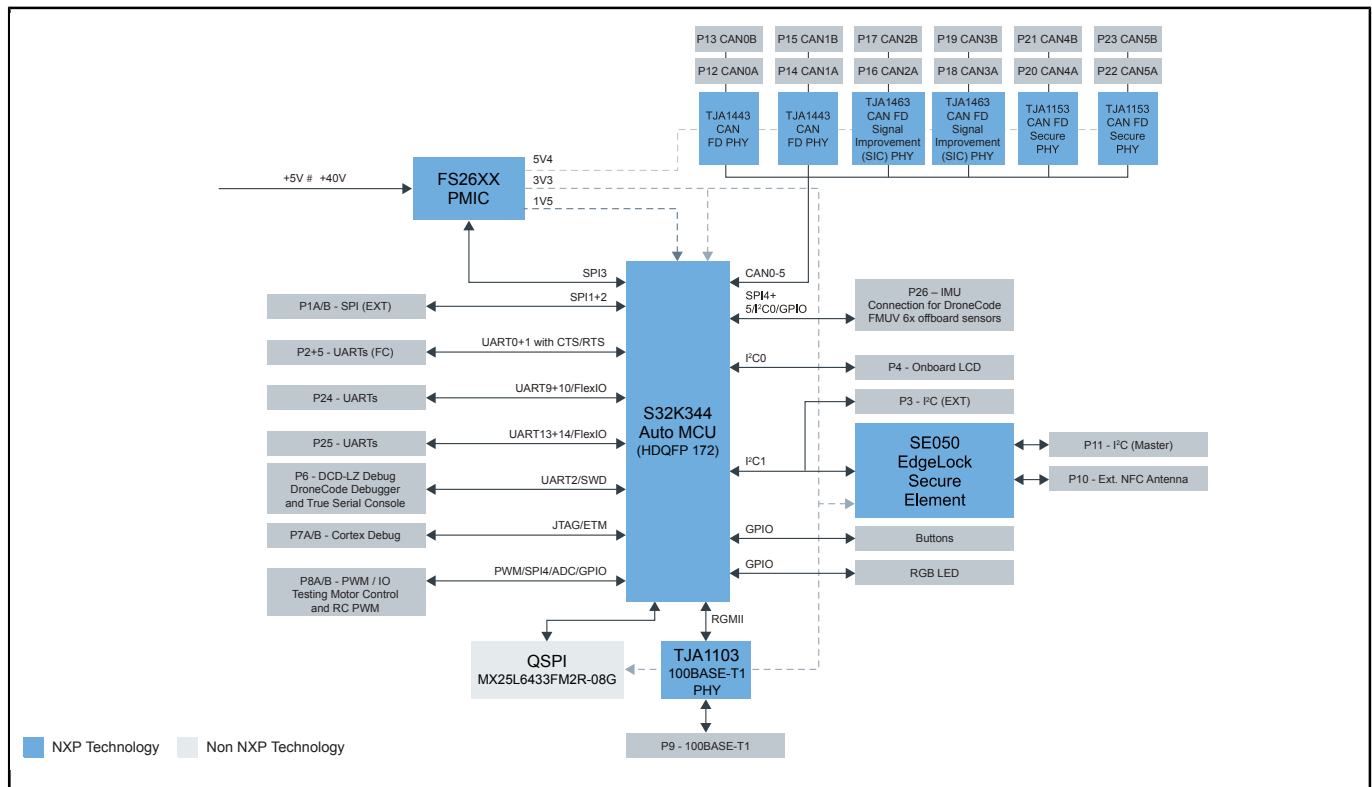 P13 CAN0B
P15 CAN1B
P17 CAN2B
P19 CAN3B
P21 CAN4B
P23 CAN5B
P12 CAN0A
P14 CAN1A
P16 CAN2A
P18 CAN3A
P20 CAN4A
P22 CAN5A
TJA1443
CAN
FD PHY
TJA1443
CAN
FD PHY
TJA1463
CAN FD
Signal
Improvement
(SIC) PHY
TJA1463
CAN FD
Signal
Improvement
(SIC) PHY
TJA1153
CAN FD
Secure
PHY
TJA1153
CAN FD
Secure
PHY
+5V # +40V
FS26XX
PMIC
5V4
3V3
1V5
SPI3
P1A/B - SPI (EXT)
SPI1+2
P2+5 - UARTs (FC)
UART0+1 with CTS/RTS
P24 - UARTs
UART9+10/FlexIO
P25 - UARTs
UART13+14/FlexIO
P6 - DCD-LZ Debug
DroneCode Debugger
and True Serial Console
UART2/SWD
P7A/B - Cortex Debug
JTAG/ETM
P8A/B - PWM / IO
Testing Motor Control
and RC PWM
PWM/SPI4/ADC/GPIO
S32K344
Auto MCU
(HDQFP 172)
CAN0-5
SPI4+
5/I²C0/GPIO
P26 – IMU
Connection for DroneCode
FMUV 6x offboard sensors
I²C0
P4 - Onboard LCD
P3 - I²C (EXT)
I²C1
SE050
EdgeLock
Secure
Element
P11 - I²C (Master)
P10 - Ext. NFC Antenna
GPIO
Buttons
GPIO
RGB LED
RGMII
QSPI
MX25L6433FM2R-08G
TJA1103
100BASE-T1
PHY
P9 - 100BASE-T1
NXP Technology
Non NXP Technology